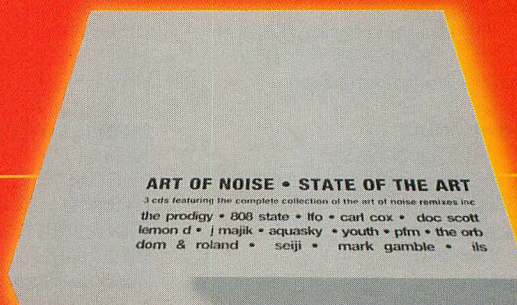 ART OF NOISE • STATE OF THE ART
3 cds featuring the complete collection of the art of noise remixes inc
the prodigy • 808 state • lfo • carl cox • doc scott
lemon d • j majik • aquasky • youth • pfm • the orb
dom & roland • seiji • mark gamble • ils